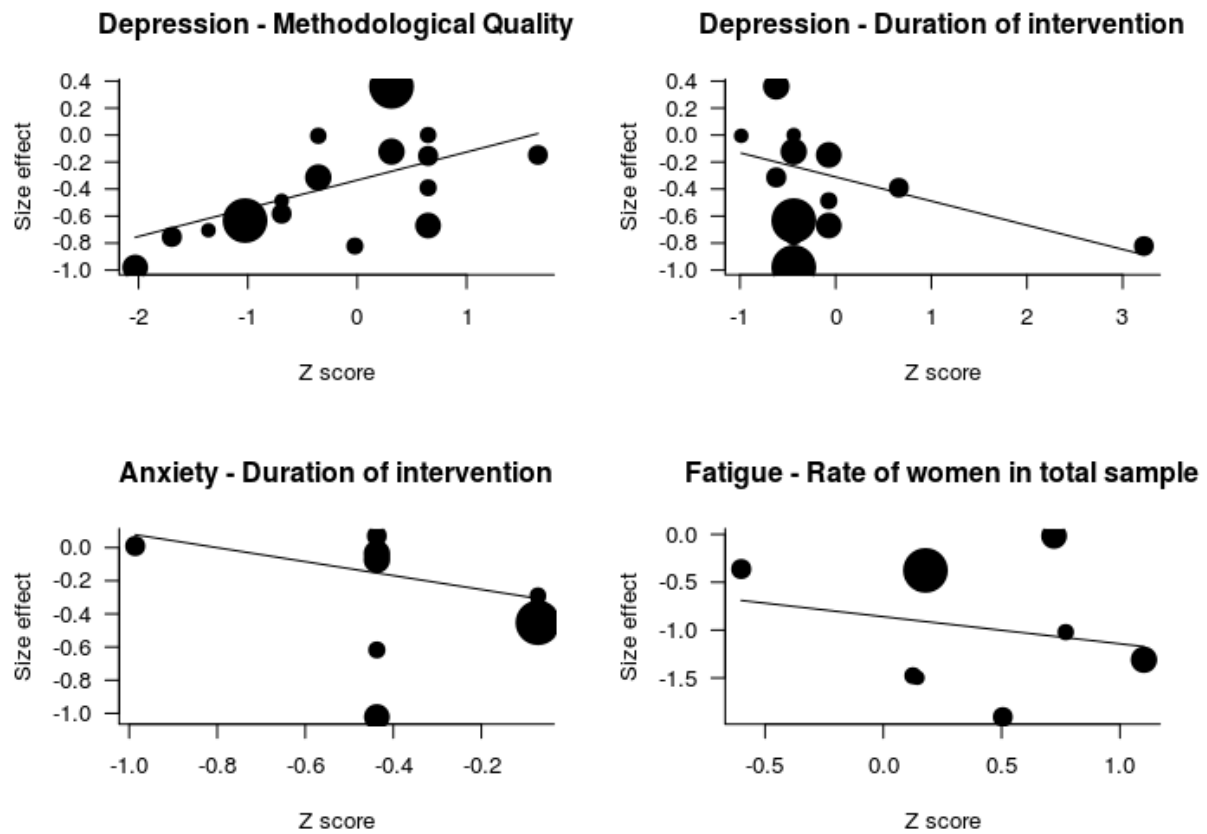 Depression - Methodological Quality
Size effect
0.4
0.2
0.0
-0.2
-0.4
-0.6
-0.8
-1.0
-2 -1 0 1
Z score
Depression - Duration of intervention
Size effect
0.4
0.2
0.0
-0.2
-0.4
-0.6
-0.8
-1.0
-1 0 1 2 3
Z score
Anxiety - Duration of intervention
Size effect
0.0
-0.2
-0.4
-0.6
-0.8
-1.0
-1.0 -0.8 -0.6 -0.4 -0.2
Z score
Fatigue - Rate of women in total sample
Size effect
0.0
-0.5
-1.0
-1.5
-0.5 0.0 0.5 1.0
Z score